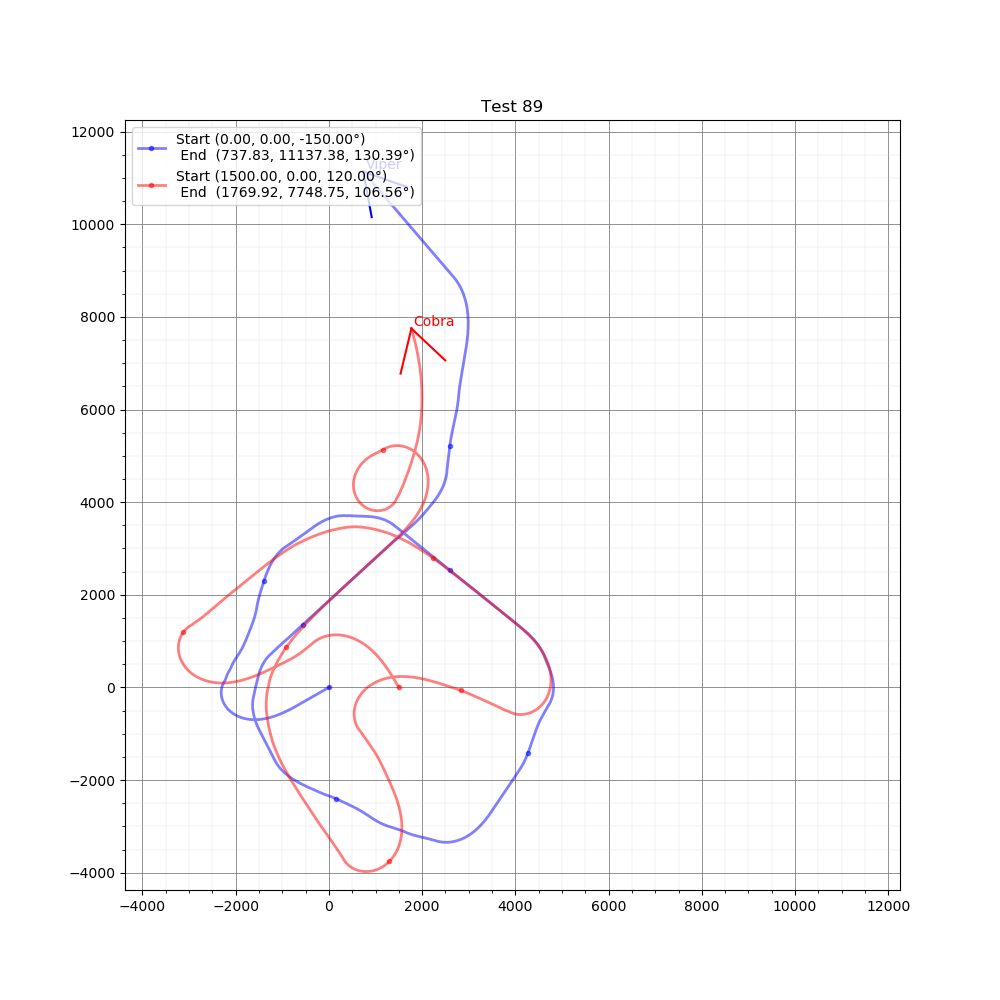 Test 89
Start (0.00, 0.00, -150.00°)
End (737.83, 11137.38, 130.39°)
Start (1500.00, 0.00, 120.00°)
End (1769.92, 7748.75, 106.56°)
Viper
Cobra
12000
10000
8000
6000
4000
2000
0
−2000
−4000
−4000 −2000 0 2000 4000 6000 8000 10000 12000